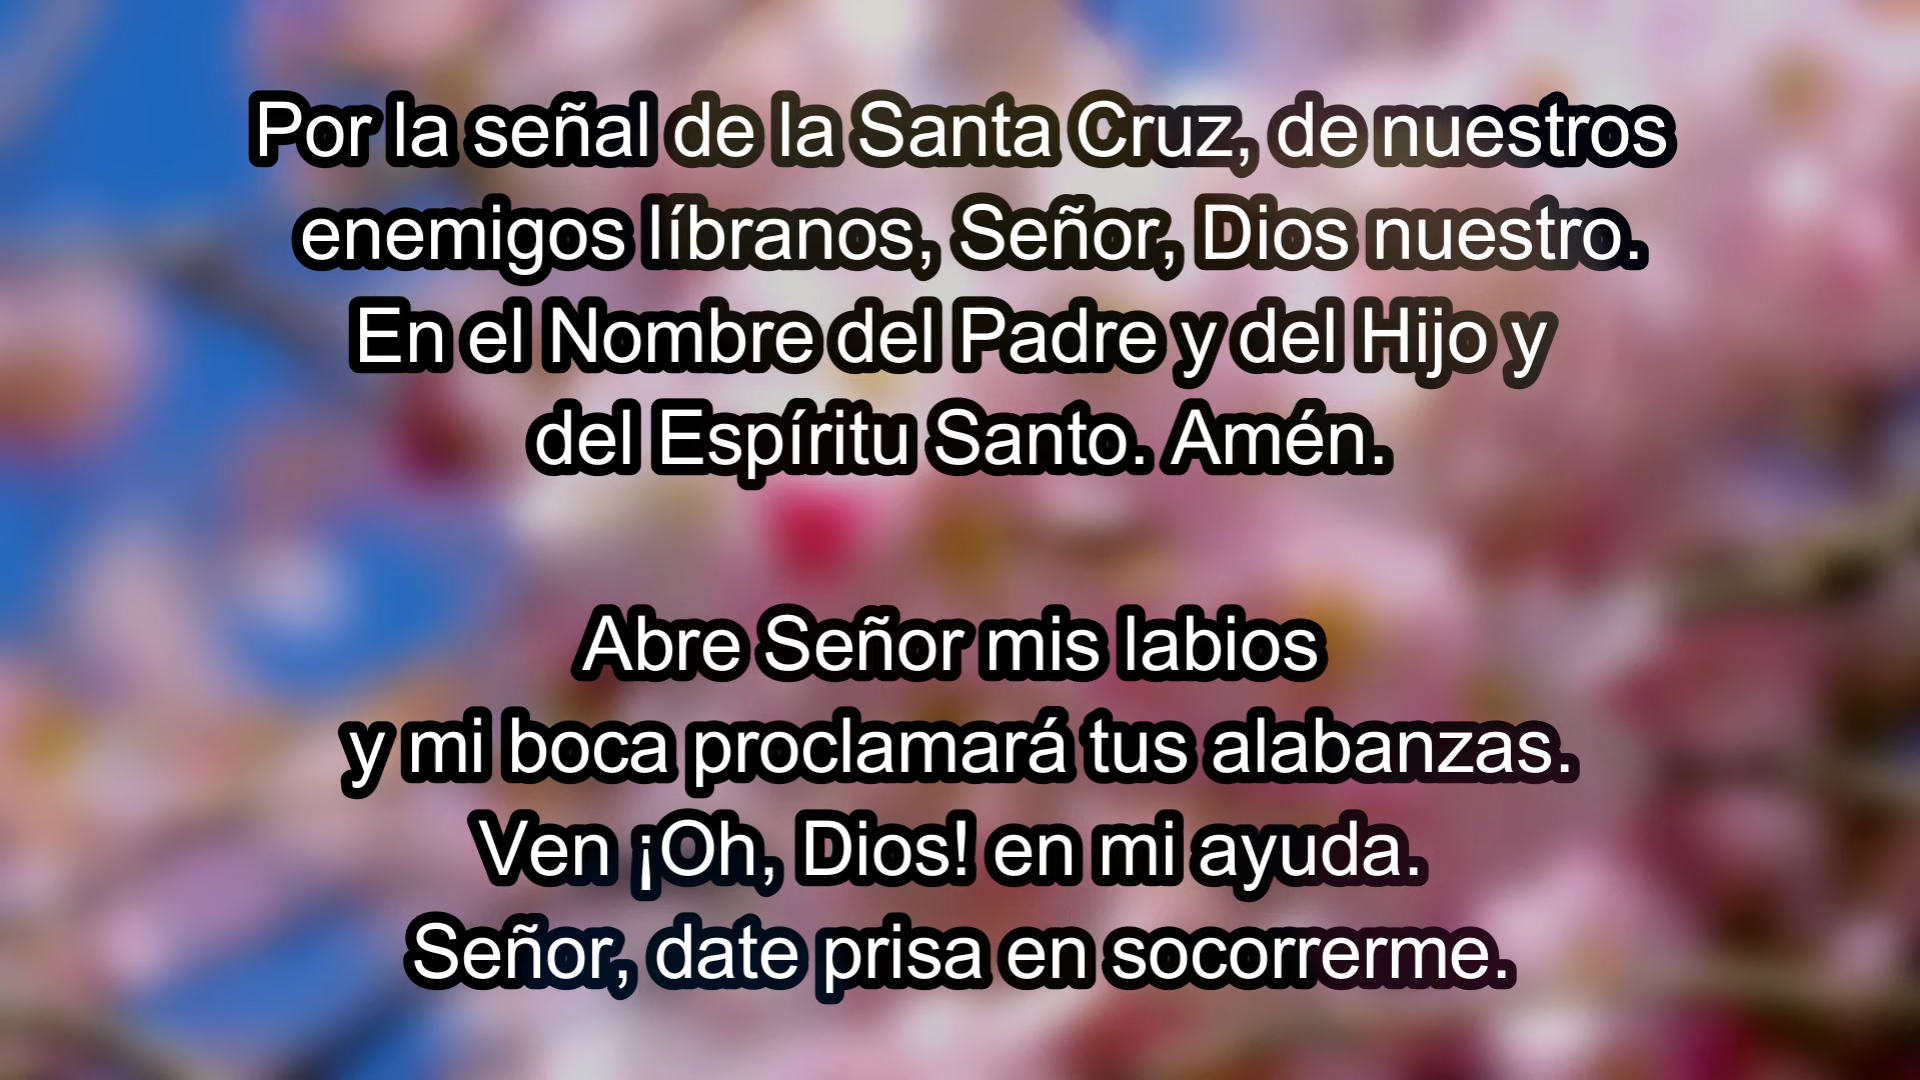 Por la señal de la Santa Cruz, de nuestros
enemigos líbranos, Señor, Dios nuestro.
En el Nombre del Padre y del Hijo y
del Espíritu Santo. Amén.
Abre Señor mis labios
y mi boca proclamará tus alabanzas.
Ven ¡Oh, Dios! en mi ayuda.
Señor, date prisa en socorrerme.